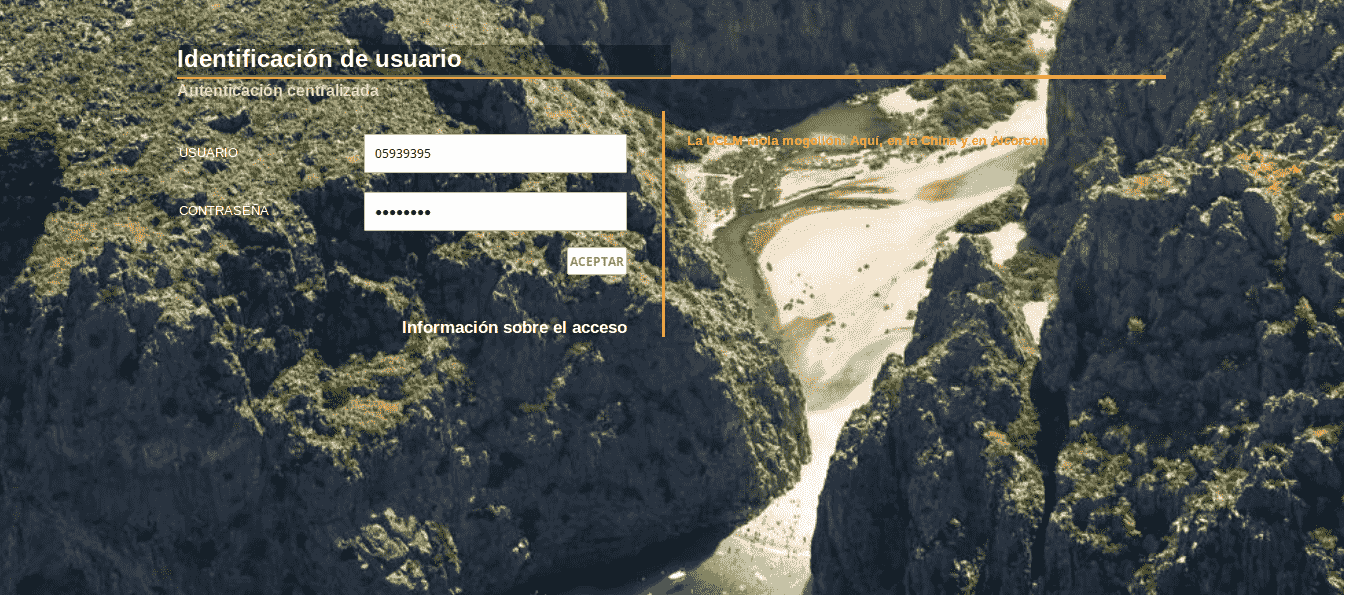 Identificación de usuario
Autenticación centralizada
USUARIO
05939395
CONTRASEÑA
ACEPTAR
Información sobre el acceso
La UCLM mola mogollón: Aquí, en la China y en Alcorcón